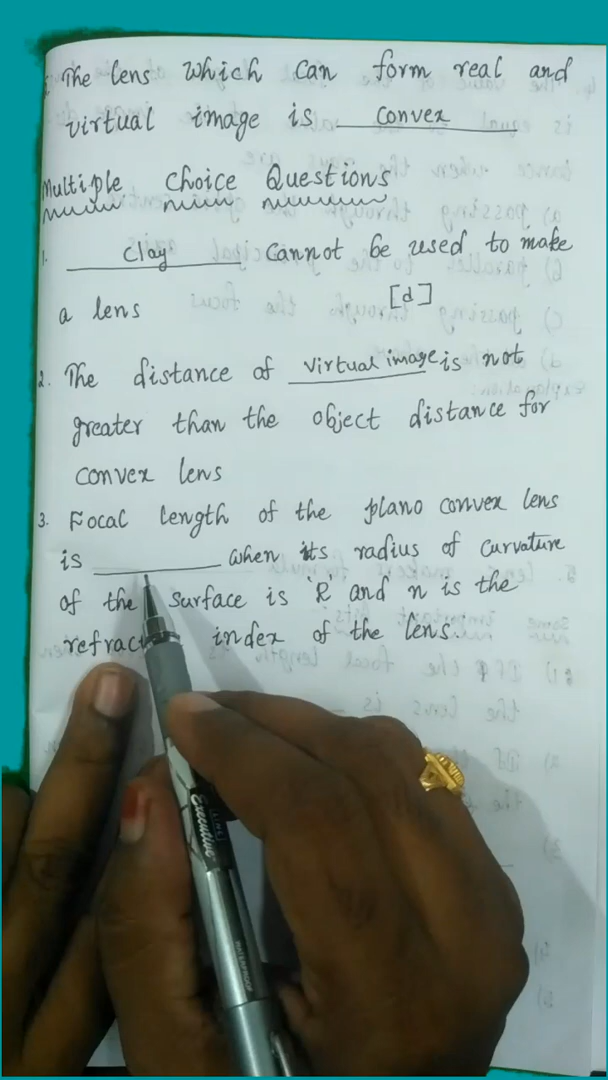 The lens which can form real and
virtual image is convex
Multiple Choice Questions
1. clay cannot be used to make
a lens [d]
2. The distance of virtual image is not
greater than the object distance for
convex lens
3. Focal length of the plano convex lens
is ______ when its radius of curvature
of the surface is 'R' and n is the
index of the lens.
LINC
Executive